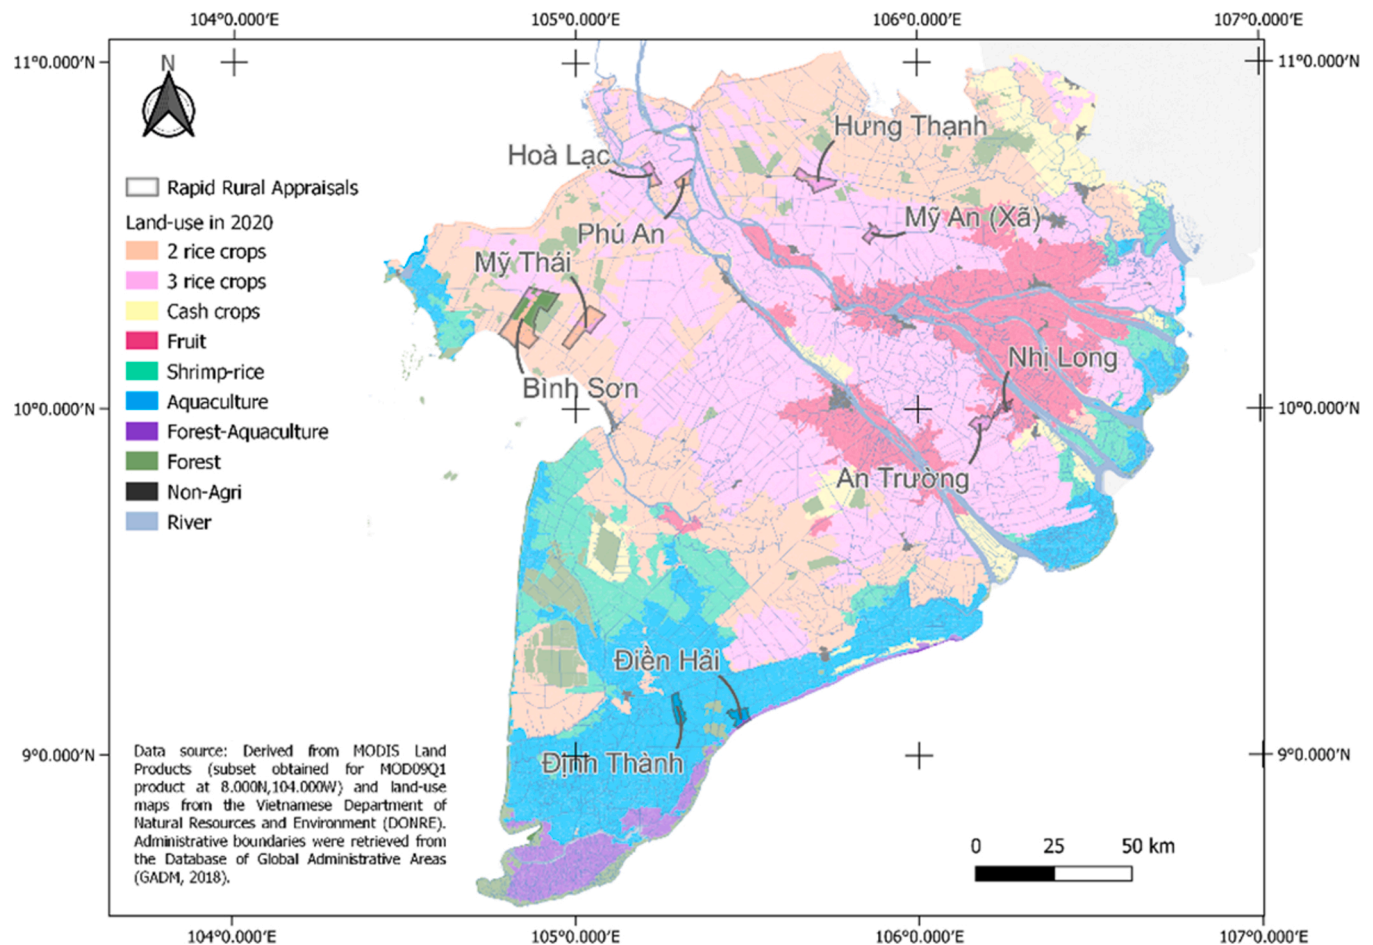 104°0.000′E
105°0.000′E
106°0.000′E
107°0.000′E
11°0.000′N
11°0.000′N
N
Hưng Thạnh
Hoà Lạc
Rapid Rural Appraisals
Land-use in 2020
Mỹ An (Xã)
Phú An
2 rice crops
Mỹ Thái
3 rice crops
Cash crops
Fruit
Nhị Long
Shrimp-rice
Bình Sơn
Aquaculture
10°0.000′N
10°0.000′N
Forest-Aquaculture
Forest
An Trường
Non-Agri
River
Điền Hải
Định Thành
9°0.000′N
9°0.000′N
Data source: Derived from MODIS Land
Products (subset obtained for MOD09Q1
product at 8.000N,104.000W) and land-use
maps from the Vietnamese Department of
Natural Resources and Environment (DONRE).
Administrative boundaries were retrieved from
the Database of Global Administrative Areas
(GADM, 2018).
0 25 50 km
104°0.000′E
105°0.000′E
106°0.000′E
107°0.000′E